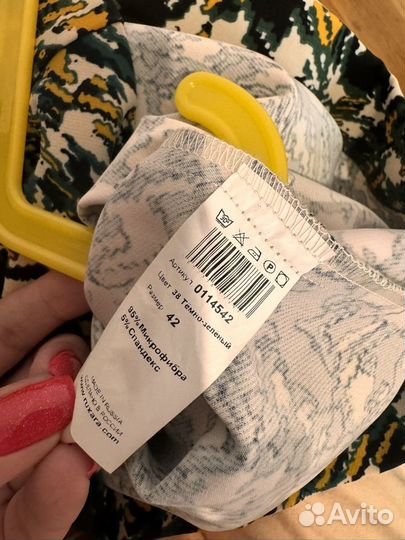 Артикул 0114542
Цвет 38 Темно-зеленый
Размер 42
95% Микрофибра
5% Спандекс
MADE IN RUSSIA
СДЕЛАНО В РОССИИ
www.ruxara.com
Avito